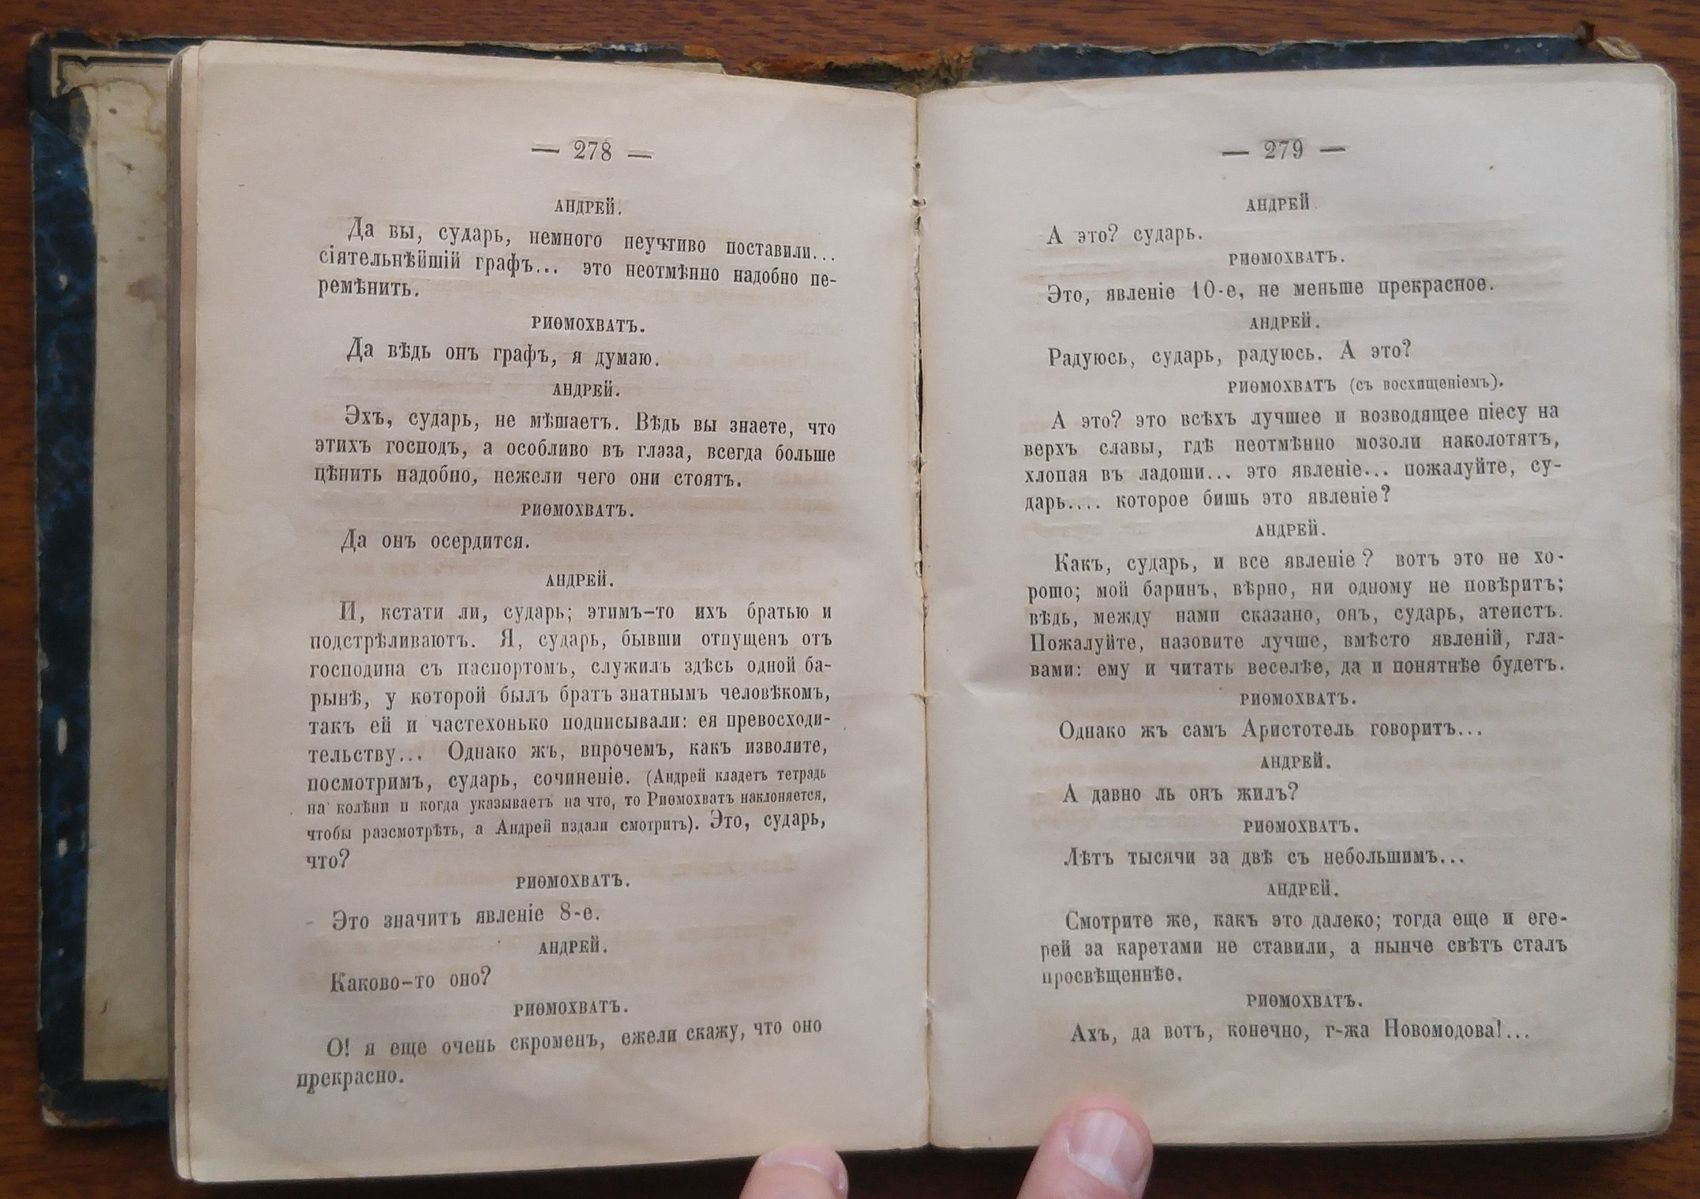 — 278 —
АНДРЕЙ.
Да вы, сударь, немного неучтиво поставили...
сіятельнѣйшій графъ... это неотмѣнно надобно пе-
ремѣнить.
РИѲМОХВАТЪ.
Да вѣдь онъ графъ, я думаю.
АНДРЕЙ.
Эхъ, сударь, не мѣшаетъ. Вѣдь вы знаете, что
этихъ господъ, а особливо въ глаза, всегда больше
цѣнить надобно, нежели чего они стоятъ.
РИѲМОХВАТЪ.
Да онъ осердится.
АНДРЕЙ.
И, кстати ли, сударь; этимъ-то ихъ братью и
подстрѣливаютъ. Я, сударь, бывши отпущенъ отъ
господина съ паспортомъ, служилъ здѣсь одной ба-
рынѣ, у которой былъ братъ знатнымъ человѣкомъ,
такъ ей и частехонько подписывали: ея превосходи-
тельству... Однако жъ, впрочемъ, какъ изволите,
посмотримъ, сударь, сочиненіе. (Андрей кладетъ тетрадь
на колѣни и когда указываетъ на что, то Риѳмохватъ наклоняется,
чтобы разсмотрѣть, а Андрей издали смотритъ). Это, сударь,
что?
РИѲМОХВАТЪ.
Это значитъ явленіе 8-е.
АНДРЕЙ.
Каково-то оно?
РИѲМОХВАТЪ.
О! я еще очень скроменъ, ежели скажу, что оно
прекрасно.
— 279 —
АНДРЕЙ
А это? сударь.
РИѲМОХВАТЪ.
Это, явленіе 10-е, не меньше прекрасное.
АНДРЕЙ.
Радуюсь, сударь, радуюсь. А это?
РИѲМОХВАТЪ (съ восхищеніемъ).
А это? это всѣхъ лучшее и возводящее піесу на
верхъ славы, гдѣ неотмѣнно мозоли наколотятъ,
хлопая въ ладоши... это явленіе... пожалуйте, су-
дарь.... которое бишь это явленіе?
АНДРЕЙ.
Какъ, сударь, и все явленіе? вотъ это не хо-
рошо; мой баринъ, вѣрно, ни одному не повѣритъ;
вѣдь, между нами сказано, онъ, сударь, атеистъ.
Пожалуйте, назовите лучше, вмѣсто явленій, гла-
вами: ему и читать веселѣе, да и понятнѣе будетъ.
РИѲМОХВАТЪ.
Однако жъ самъ Аристотель говоритъ...
АНДРЕЙ.
А давно ль онъ жилъ?
РИѲМОХВАТЪ.
Лѣтъ тысячи за двѣ съ небольшимъ...
АНДРЕЙ.
Смотрите же, какъ это далеко; тогда еще и еге-
рей за каретами не ставили, а нынче свѣтъ сталъ
просвѣщеннѣе.
РИѲМОХВАТЪ.
Ахъ, да вотъ, конечно, г-жа Новомодова!...